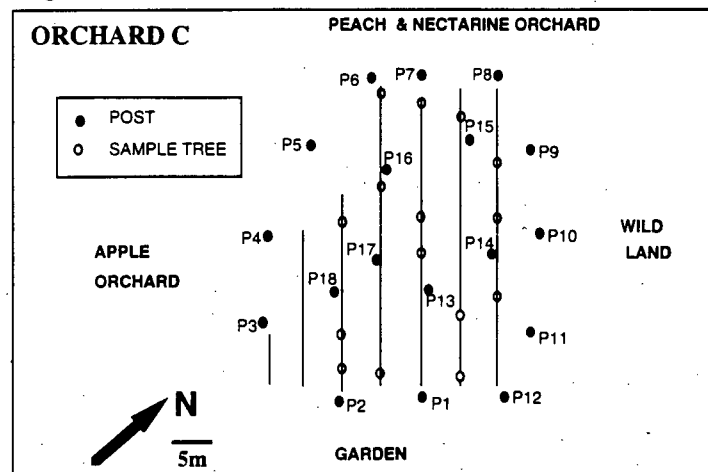 PEACH & NECTARINE ORCHARD
ORCHARD C
P6
P7
P8
POST
SAMPLE TREE
P5
P15
P9
P16
P4
P17
P14
P10
WILD
LAND
APPLE
ORCHARD
P18
P13
P3
P11
P2
P1
P12
N
5m
GARDEN